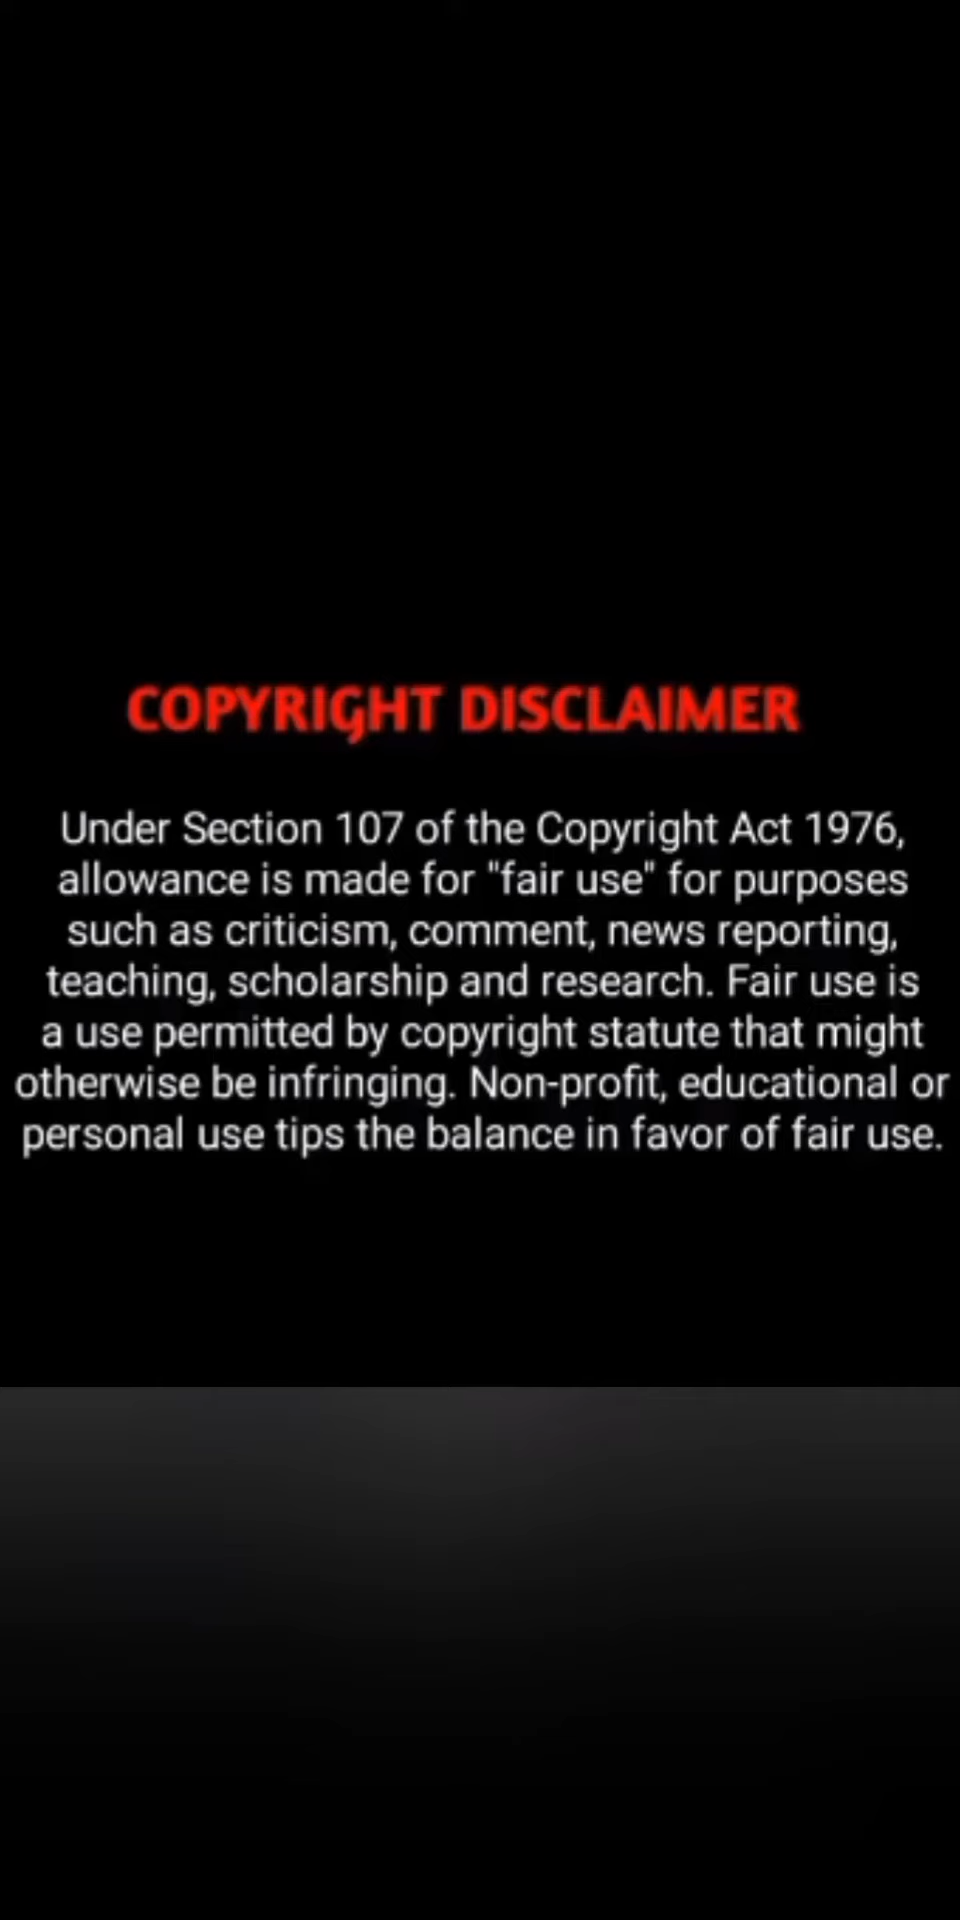 COPYRIGHT DISCLAIMER
Under Section 107 of the Copyright Act 1976,
allowance is made for "fair use" for purposes
such as criticism, comment, news reporting,
teaching, scholarship and research. Fair use is
a use permitted by copyright statute that might
otherwise be infringing. Non-profit, educational or
personal use tips the balance in favor of fair use.